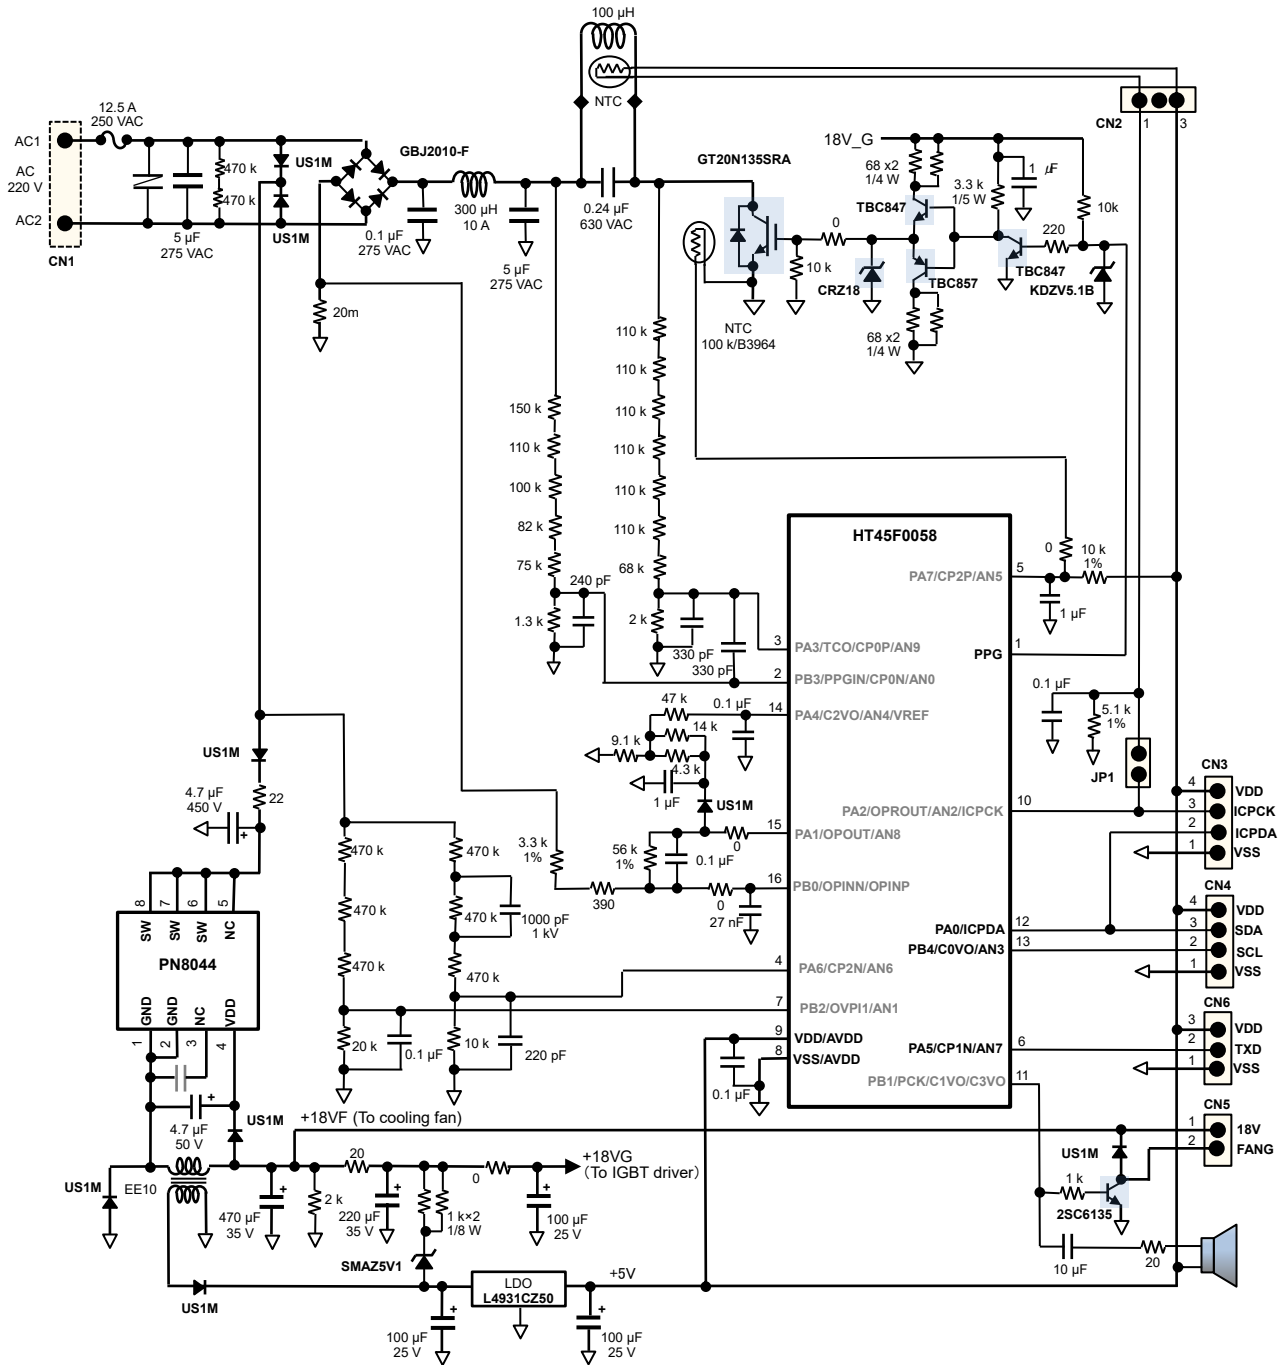 100 µH
NTC
12.5 A
250 VAC
AC1
AC
220 V
AC2
CN1
470 k
470 k
5 µF
275 VAC
US1M
US1M
GBJ2010-F
0.1 µF
275 VAC
300 µH
10 A
5 µF
275 VAC
0.24 µF
630 VAC
20m
GT20N135SRA
NTC
100 k/B3964
18V_G
68 x2
1/4 W
TBC847
0
10 k
CRZ18
TBC857
68 x2
1/4 W
3.3 k
1/5 W
1 µF
TBC847
220
10k
KDZV5.1B
CN2
1
3
150 k
110 k
100 k
82 k
75 k
1.3 k
240 pF
110 k
110 k
110 k
110 k
110 k
110 k
68 k
2 k
330 pF
330 pF
HT45F0058
3
PA3/TCO/CP0P/AN9
2
PB3/PPGIN/CP0N/AN0
14
PA4/C2VO/AN4/VREF
15
PA1/OPOUT/AN8
16
PB0/OPINN/OPINP
4
PA6/CP2N/AN6
7
PB2/OVPI1/AN1
9
VDD/AVDD
8
VSS/AVDD
PA7/CP2P/AN5
5
PPG
1
PA2/OPROUT/AN2/ICPCK
10
PA0/ICPDA
12
PB4/C0VO/AN3
13
PA5/CP1N/AN7
6
PB1/PCK/C1VO/C3VO
11
0
10 k
1%
1 µF
0.1 µF
5.1 k
1%
JP1
47 k
0.1 µF
14 k
9.1 k
4.3 k
1 µF
US1M
0
56 k
1%
0.1 µF
3.3 k
1%
390
0
27 nF
US1M
22
4.7 µF
450 V
+
470 k
470 k
470 k
20 k
0.1 µF
470 k
470 k
1000 pF
1 kV
470 k
10 k
220 pF
0.1 µF
8
7
6
5
SW
SW
SW
NC
PN8044
GND
GND
NC
VDD
1
2
3
4
4.7 µF
50 V
+
US1M
+18VF (To cooling fan)
US1M
EE10
470 µF
35 V
+
2 k
20
220 µF
35 V
+
1 k×2
1/8 W
0
100 µF
25 V
+
+18VG
(To IGBT driver)
SMAZ5V1
US1M
100 µF
25 V
+
LDO
L4931CZ50
+5V
100 µF
25 V
+
CN3
4
VDD
3
ICPCK
2
ICPDA
1
VSS
CN4
4
VDD
3
SDA
2
SCL
1
VSS
CN6
3
VDD
2
TXD
1
VSS
CN5
1
18V
2
FANG
US1M
1 k
2SC6135
10 µF
20